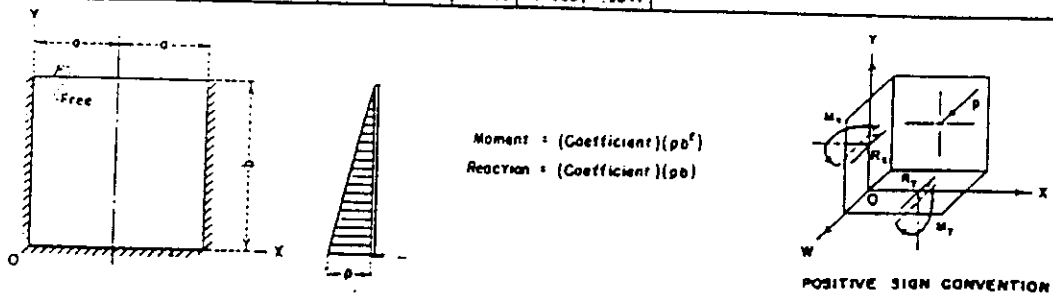 Y
a a
Free
b
O X
p
Moment = (Coefficient)(pb²)
Reaction = (Coefficient)(pb)
Y
p
Mx
Rx
Ry
O X
My
W
POSITIVE SIGN CONVENTION